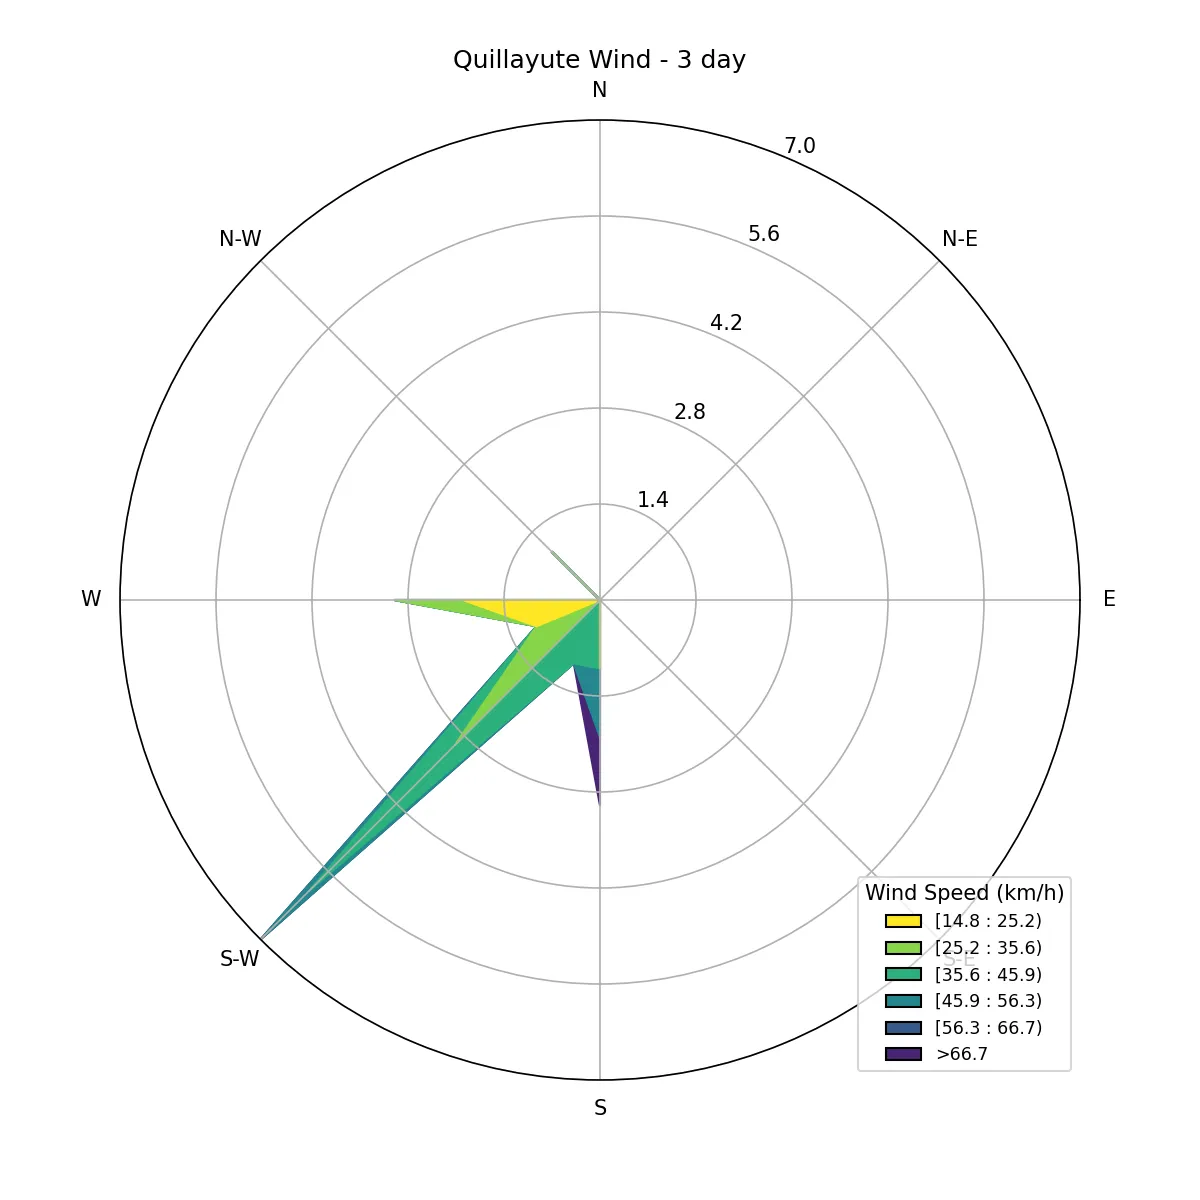 Quillayute Wind - 3 day
N
7.0
N-W
5.6
N-E
4.2
2.8
1.4
W
E
Wind Speed (km/h)
[14.8 : 25.2)
[25.2 : 35.6)
S-W
S-E
[35.6 : 45.9)
[45.9 : 56.3)
[56.3 : 66.7)
>66.7
S